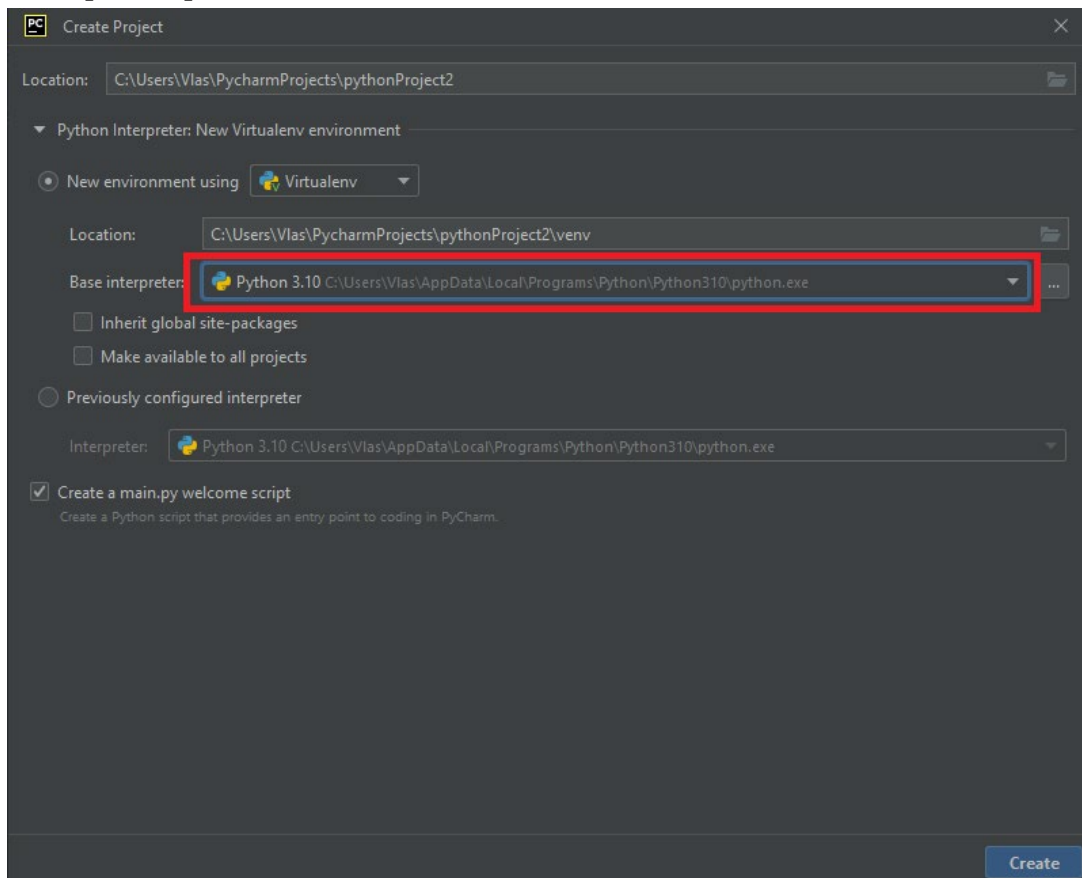 PC Create Project
Location: C:\Users\Vlas\PycharmProjects\pythonProject2
Python Interpreter: New Virtualenv environment
New environment using Virtualenv
Location: C:\Users\Vlas\PycharmProjects\pythonProject2\venv
Base interpreter: Python 3.10 C:\Users\Vlas\AppData\Local\Programs\Python\Python310\python.exe ...
Inherit global site-packages
Make available to all projects
Previously configured interpreter
Interpreter: Python 3.10 C:\Users\Vlas\AppData\Local\Programs\Python\Python310\python.exe
Create a main.py welcome script
Create a Python script that provides an entry point to coding in PyCharm.
Create